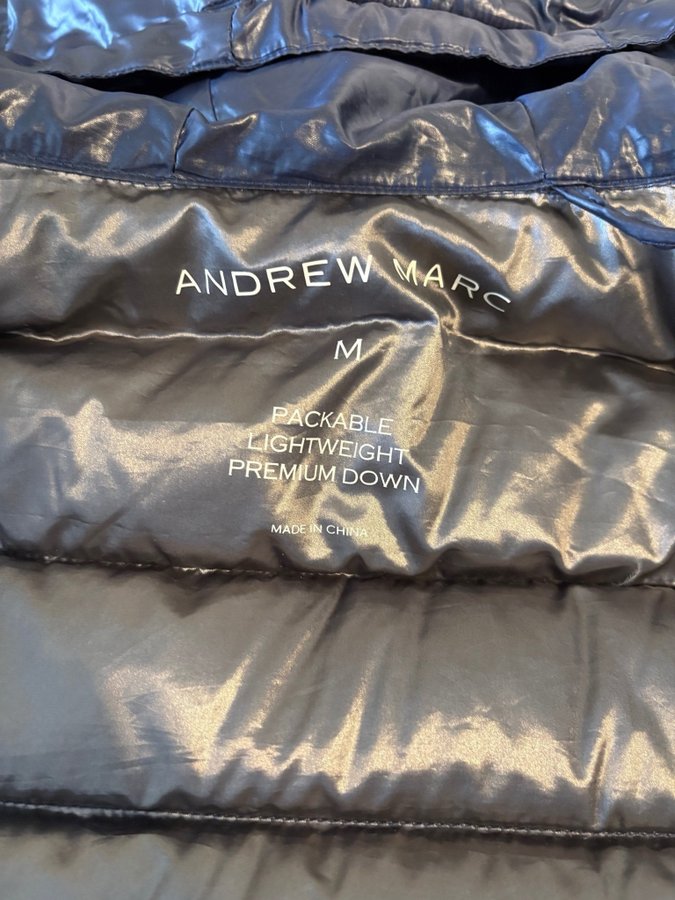 ANDREW MARC
M
PACKABLE
LIGHTWEIGHT
PREMIUM DOWN
MADE IN CHINA